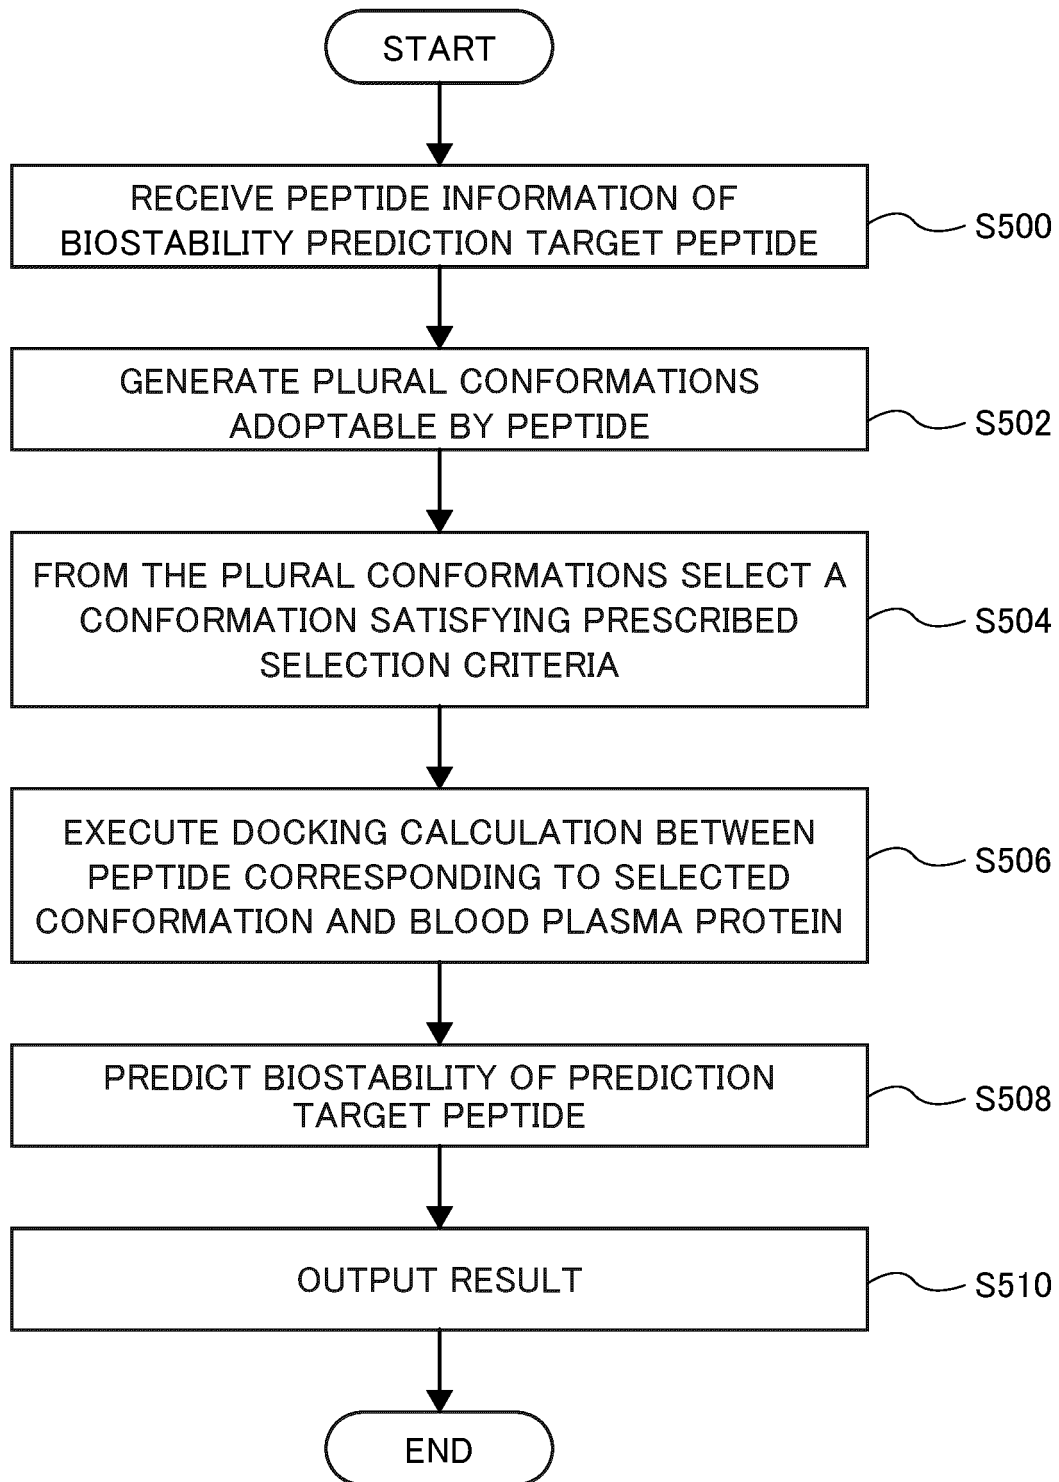 START
RECEIVE PEPTIDE INFORMATION OF
BIOSTABILITY PREDICTION TARGET PEPTIDE
S500
GENERATE PLURAL CONFORMATIONS
ADOPTABLE BY PEPTIDE
S502
FROM THE PLURAL CONFORMATIONS SELECT A
CONFORMATION SATISFYING PRESCRIBED
SELECTION CRITERIA
S504
EXECUTE DOCKING CALCULATION BETWEEN
PEPTIDE CORRESPONDING TO SELECTED
CONFORMATION AND BLOOD PLASMA PROTEIN
S506
PREDICT BIOSTABILITY OF PREDICTION
TARGET PEPTIDE
S508
OUTPUT RESULT
S510
END